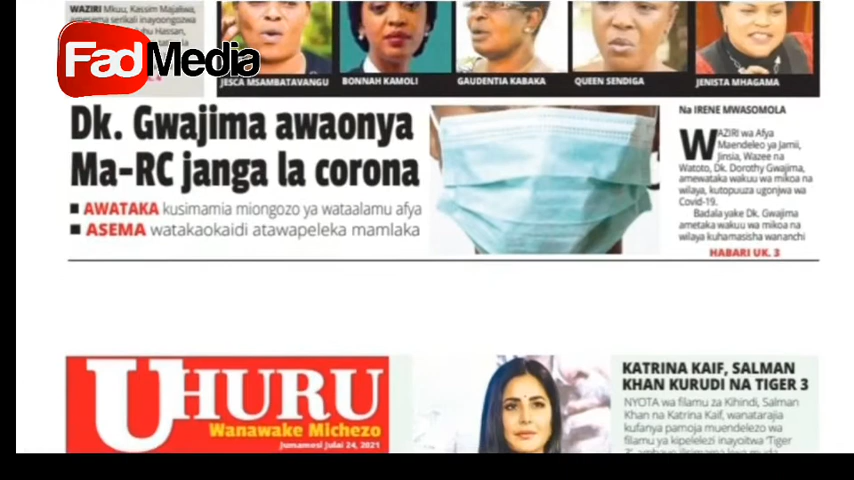 WAZIRI Mkuu, Kassim Majaliwa,
serikali inayoongozwa
Hassan,
FadMedia
JESCA MSAMBATAVANGU
BONNAH KAMOLI
GAUDENTIA KABAKA
QUEEN SENDIGA
JENISTA MHAGAMA
Dk. Gwajima awaonya
Ma-RC janga la corona
AWATAKA kusimamia miongozo ya wataalamu afya
ASEMA watakaokaidi atawapeleka mamlaka
Na IRENE MWASOMOLA
WAZIRI wa Afya
Maendeleo ya Jamii,
Jinsia, Wazee na
Watoto, Dk. Dorothy Gwajima,
amewataka wakuu wa mikoa na
wilaya, kutopuuza ugonjwa wa
Covid-19.
Badala yake Dk. Gwajima
ametaka wakuu wa mikoa na
wilaya kuhamasisha wananchi
HABARI UK. 3
UHURU
Wanawake Michezo
Jumamosi Julai 24, 2021
KATRINA KAIF, SALMAN
KHAN KURUDI NA TIGER 3
NYOTA wa filamu za Kihindi, Salman
Khan na Katrina Kaif, wanatarajia
kufanya pamoja muendelezo wa
filamu ya kipelelezi inayoitwa 'Tiger